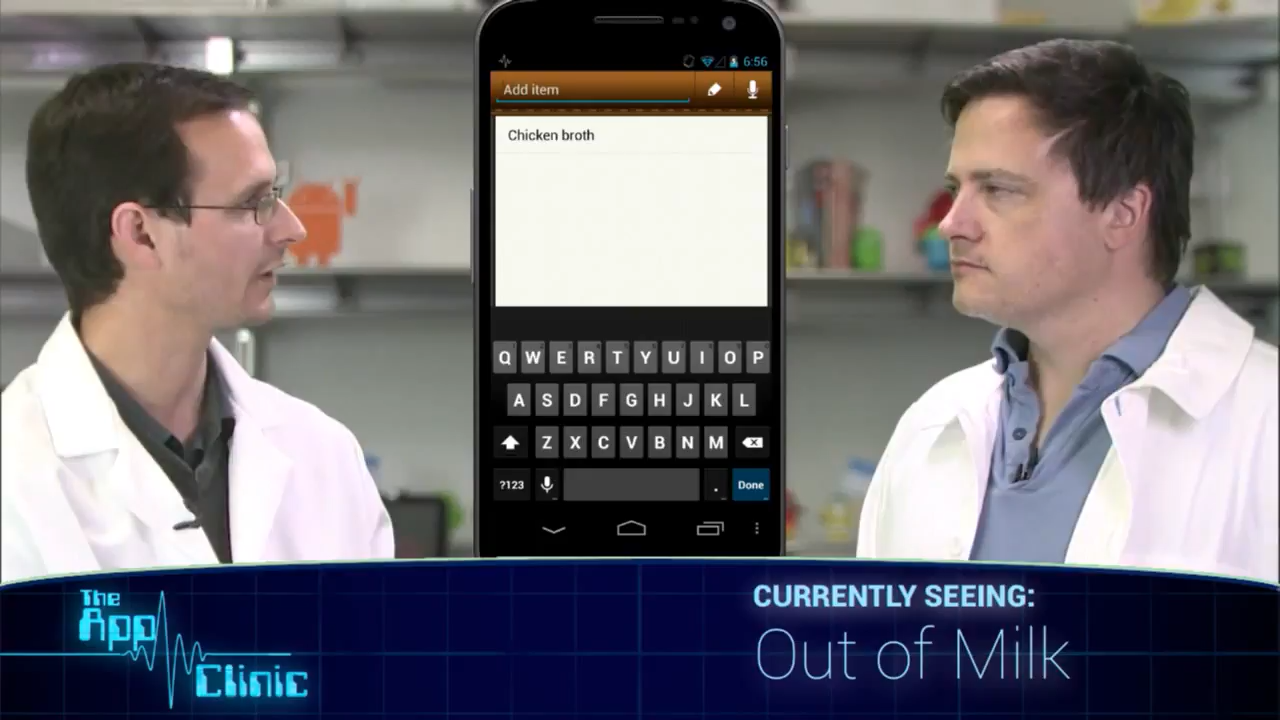 6:56
Add item
Chicken broth
Q W E R T Y U I O P
A S D F G H J K L
Z X C V B N M
?123 . Done
The
App
Clinic
CURRENTLY SEEING:
Out of Milk